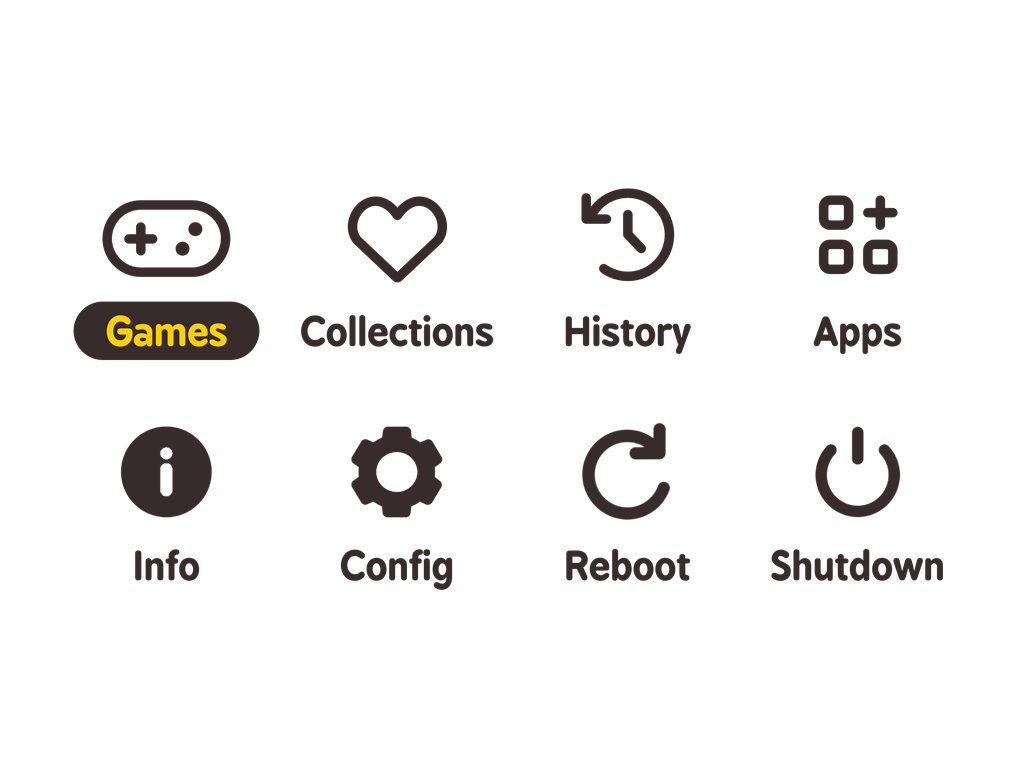 Games
Collections
History
Apps
Info
Config
Reboot
Shutdown